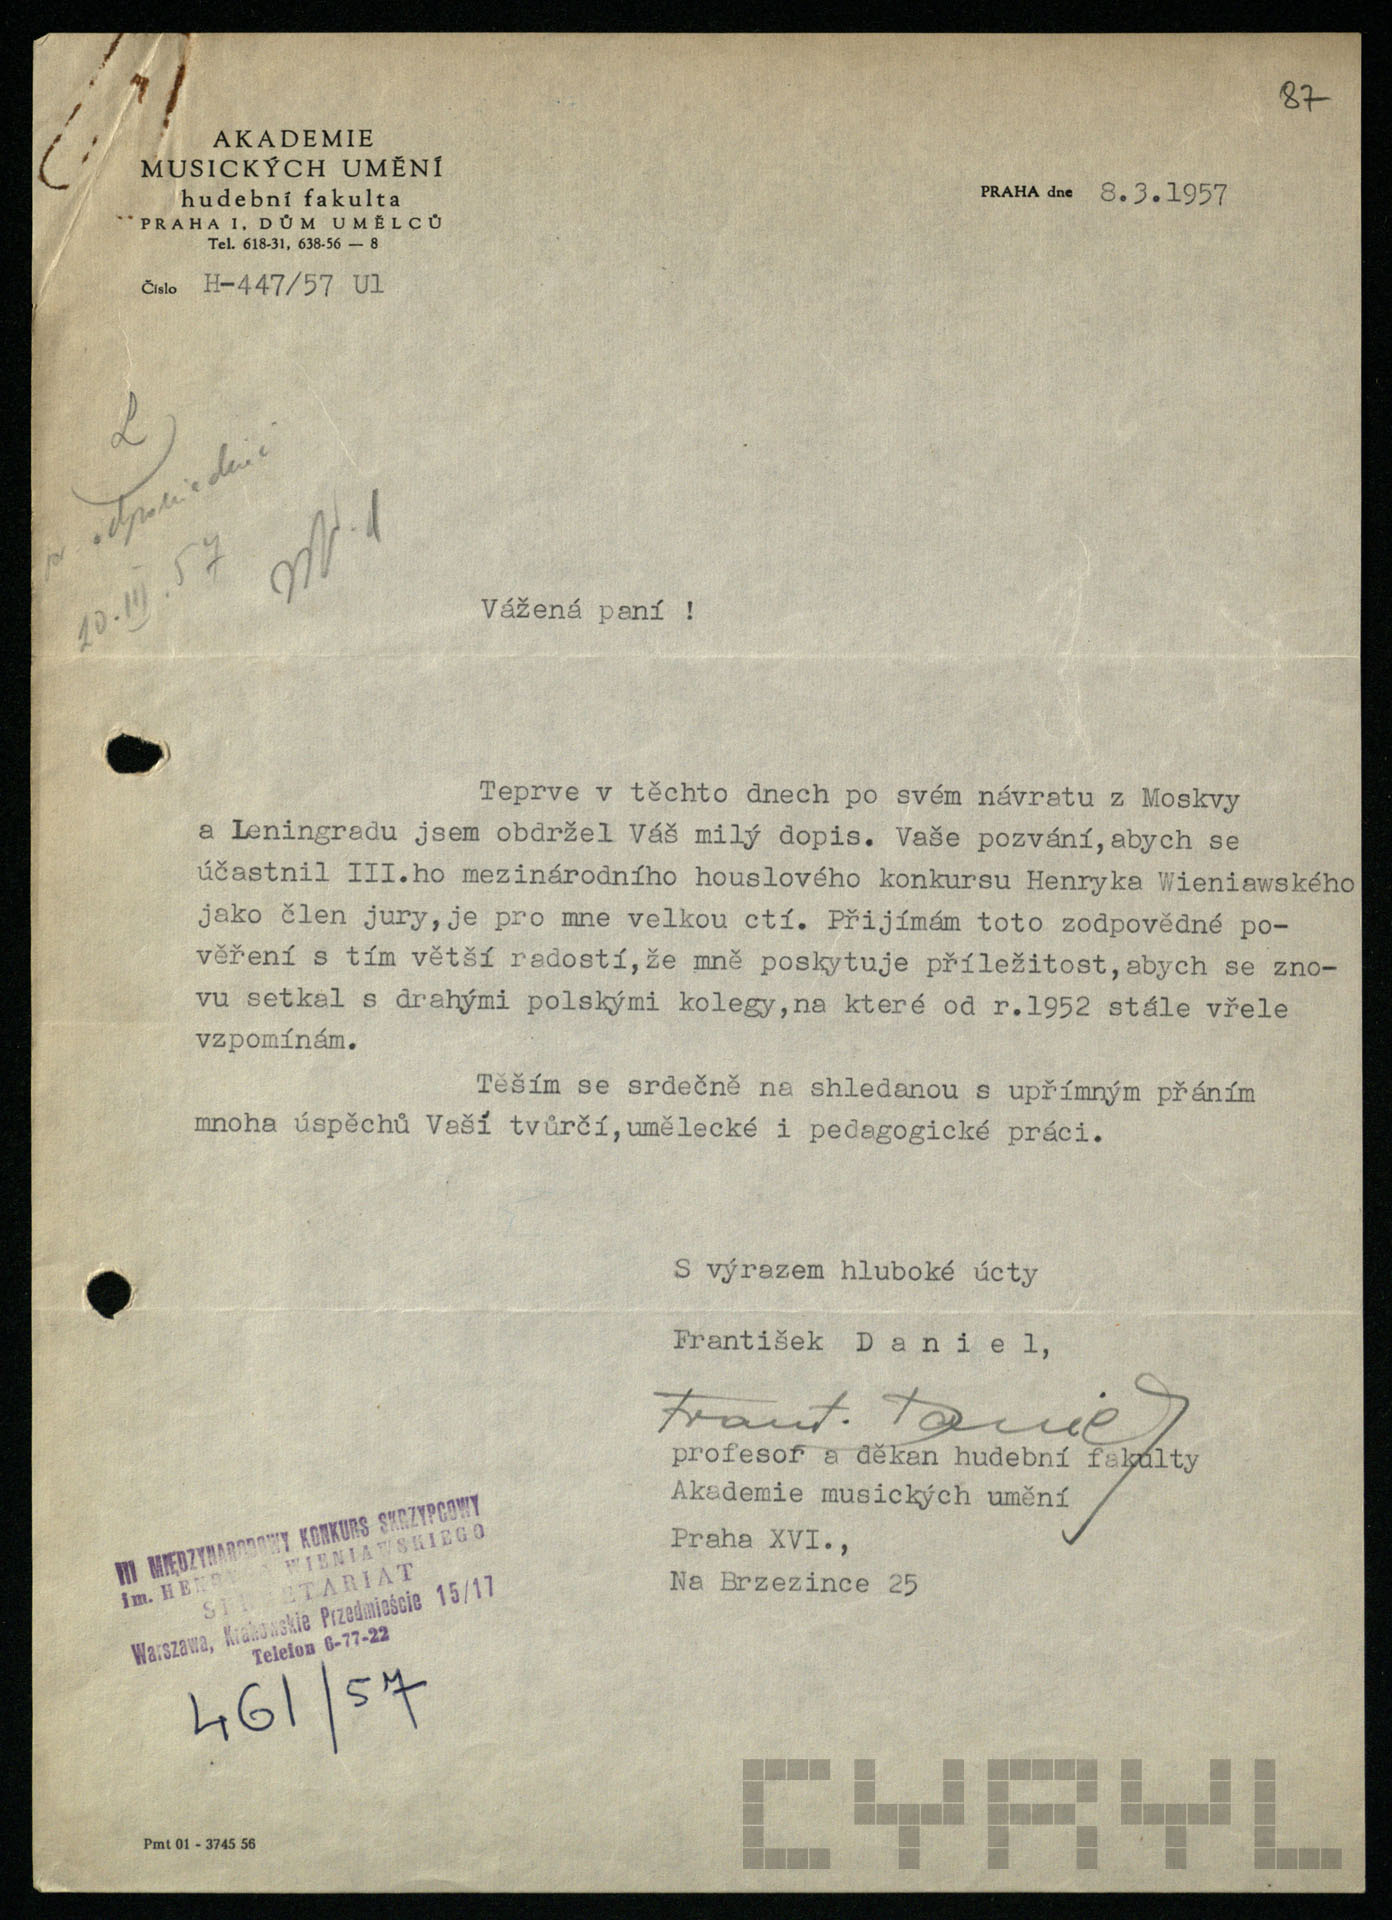 87
AKADEMIE
MUSICKÝCH UMĚNÍ
hudební fakulta
PRAHA I, DŮM UMĚLCŮ
Tel. 618-31, 638-56 — 8
PRAHA dne 8.3.1957
Číslo H-447/57 Ul
20.III.57
Vážená paní !
Teprve v těchto dnech po svém návratu z Moskvy
a Leningradu jsem obdržel Váš milý dopis. Vaše pozvání,abych se
účastnil III.ho mezinárodního houslového konkursu Henryka Wieniawského
jako člen jury,je pro mne velkou ctí. Přijímám toto zodpovědné po-
věření s tím větší radostí,že mně poskytuje příležitost,abych se zno-
vu setkal s drahými polskými kolegy,na které od r.1952 stále vřele
vzpomínám.
Těším se srdečně na shledanou s upřímným přáním
mnoha úspěchů Vaší tvůrčí,umělecké i pedagogické práci.
S výrazem hluboké úcty
František D a n i e l,
Frant. Daniel
profesor a děkan hudební fakulty
Akademie musických umění
Praha XVI.,
Na Brzezince 25
III MIĘDZYNARODOWY KONKURS SKRZYPCOWY
im. HENRYKA WIENIAWSKIEGO
SEKRETARIAT
Warszawa, Krakowskie Przedmieście 15/17
Telefon 6-77-22
461/57
Pmt 01 - 3745 56
CYRYL